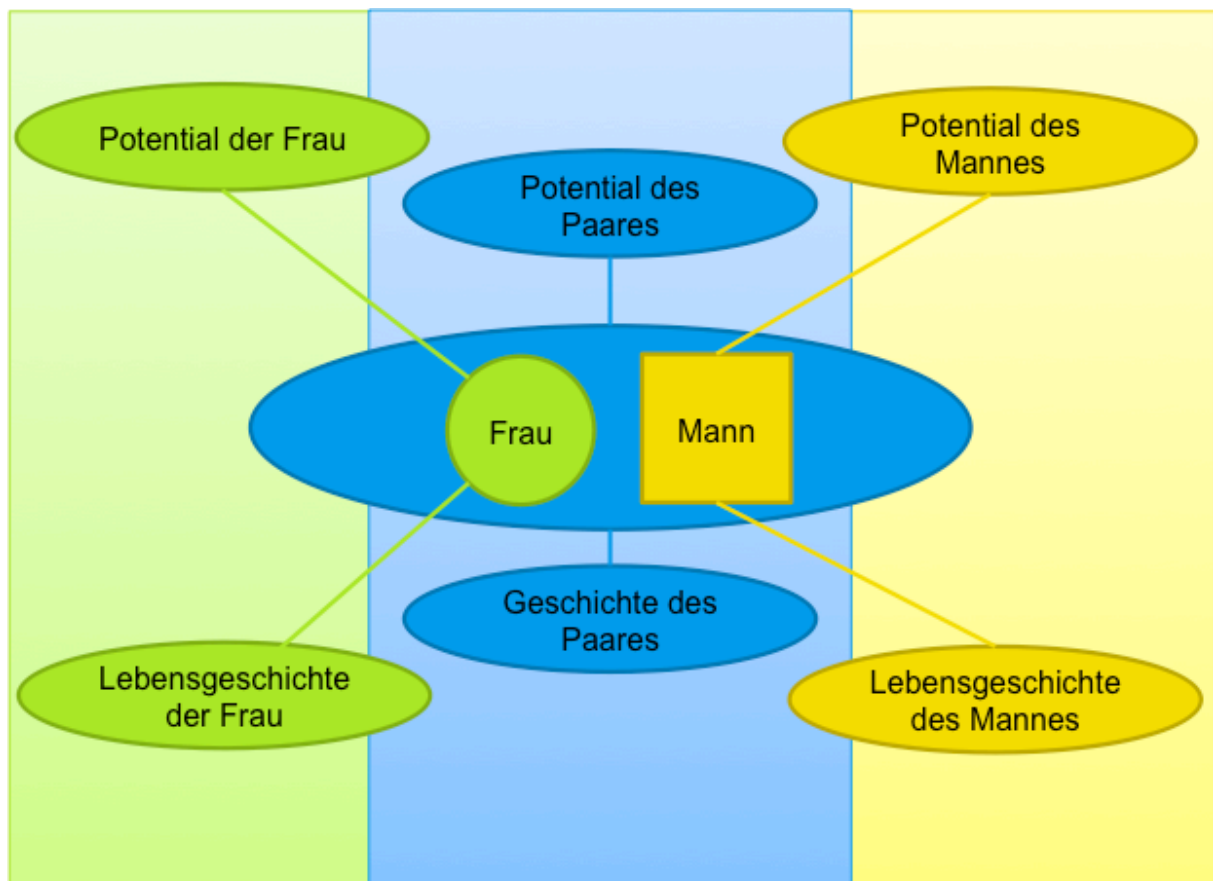 Potential der Frau
Potential des
Mannes
Potential des
Paares
Frau
Mann
Geschichte des
Paares
Lebensgeschichte
der Frau
Lebensgeschichte
des Mannes